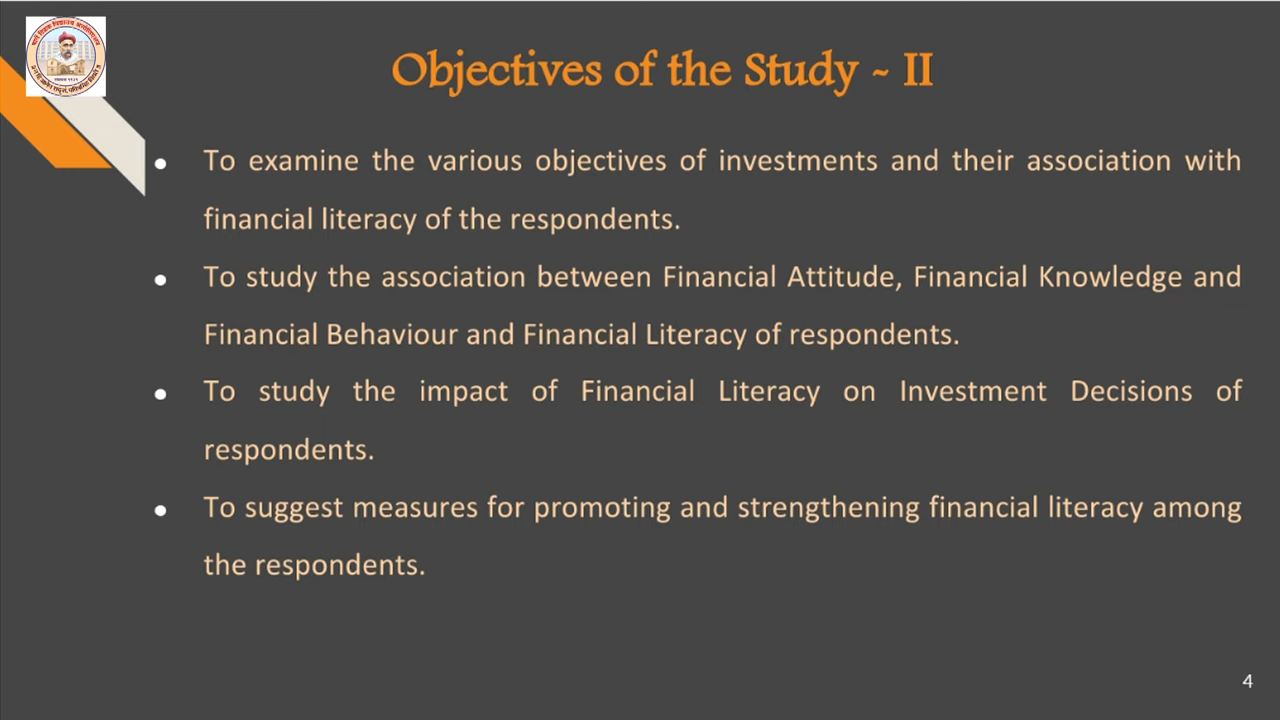 Objectives of the Study ~ II
• To examine the various objectives of investments and their association with
financial literacy of the respondents.
• To study the association between Financial Attitude, Financial Knowledge and
Financial Behaviour and Financial Literacy of respondents.
• To study the impact of Financial Literacy on Investment Decisions of
respondents.
• To suggest measures for promoting and strengthening financial literacy among
the respondents.
4